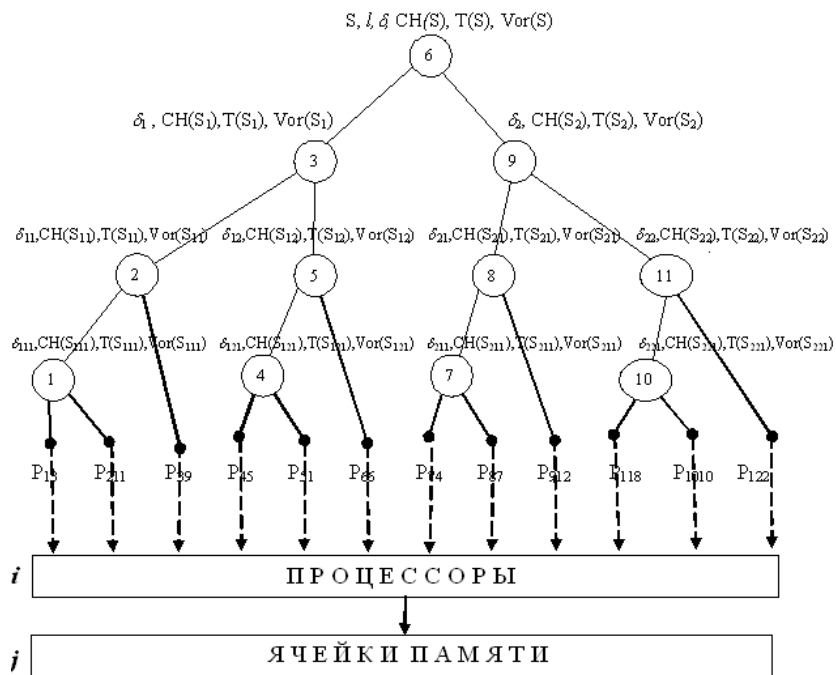 S, l, δ, CH(S), T(S), Vor(S)
6
δ1 , CH(S1),T(S1), Vor(S1) δ2, CH(S2),T(S2), Vor(S2)
3 9
δ11,CH(S11),T(S11),Vor(S11) δ12,CH(S12),T(S12),Vor(S12) δ21,CH(S21),T(S21),Vor(S21) δ22,CH(S22),T(S22),Vor(S22)
2 5 8 11
δ111,CH(S111),T(S111),Vor(S111) δ121,CH(S121),T(S121),Vor(S121) δ211,CH(S211),T(S211),Vor(S211) δ221,CH(S221),T(S221),Vor(S221)
1 4 7 10
P13 P211 P39 P45 P51 P66 P74 P87 P912 P118 P1010 P122
i П Р О Ц Е С С О Р Ы
j Я Ч Е Й К И П А М Я Т И